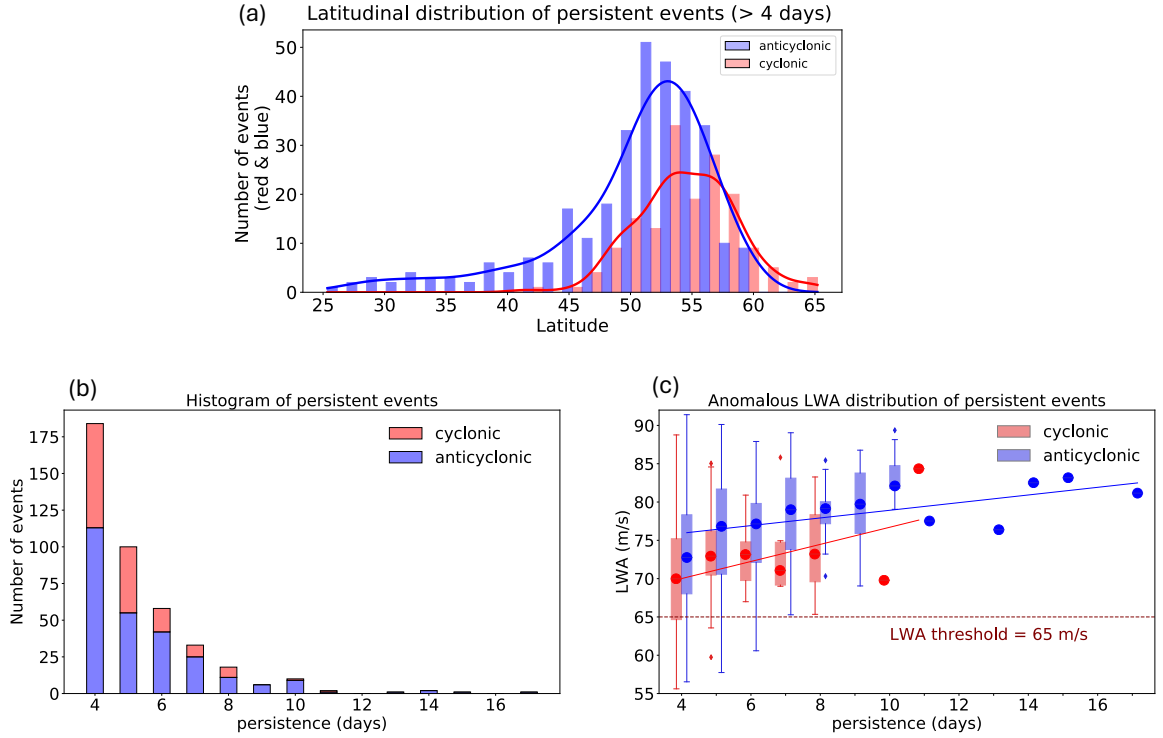 (a)
Latitudinal distribution of persistent events (> 4 days)
anticyclonic
cyclonic
Number of events
(red & blue)
50
40
30
20
10
0
25 30 35 40 45 50 55 60 65
Latitude
(b)
Histogram of persistent events
cyclonic
anticyclonic
Number of events
175
150
125
100
75
50
25
0
4 6 8 10 12 14 16
persistence (days)
(c)
Anomalous LWA distribution of persistent events
cyclonic
anticyclonic
LWA (m/s)
90
85
80
75
70
65
60
55
LWA threshold = 65 m/s
4 6 8 10 12 14 16
persistence (days)